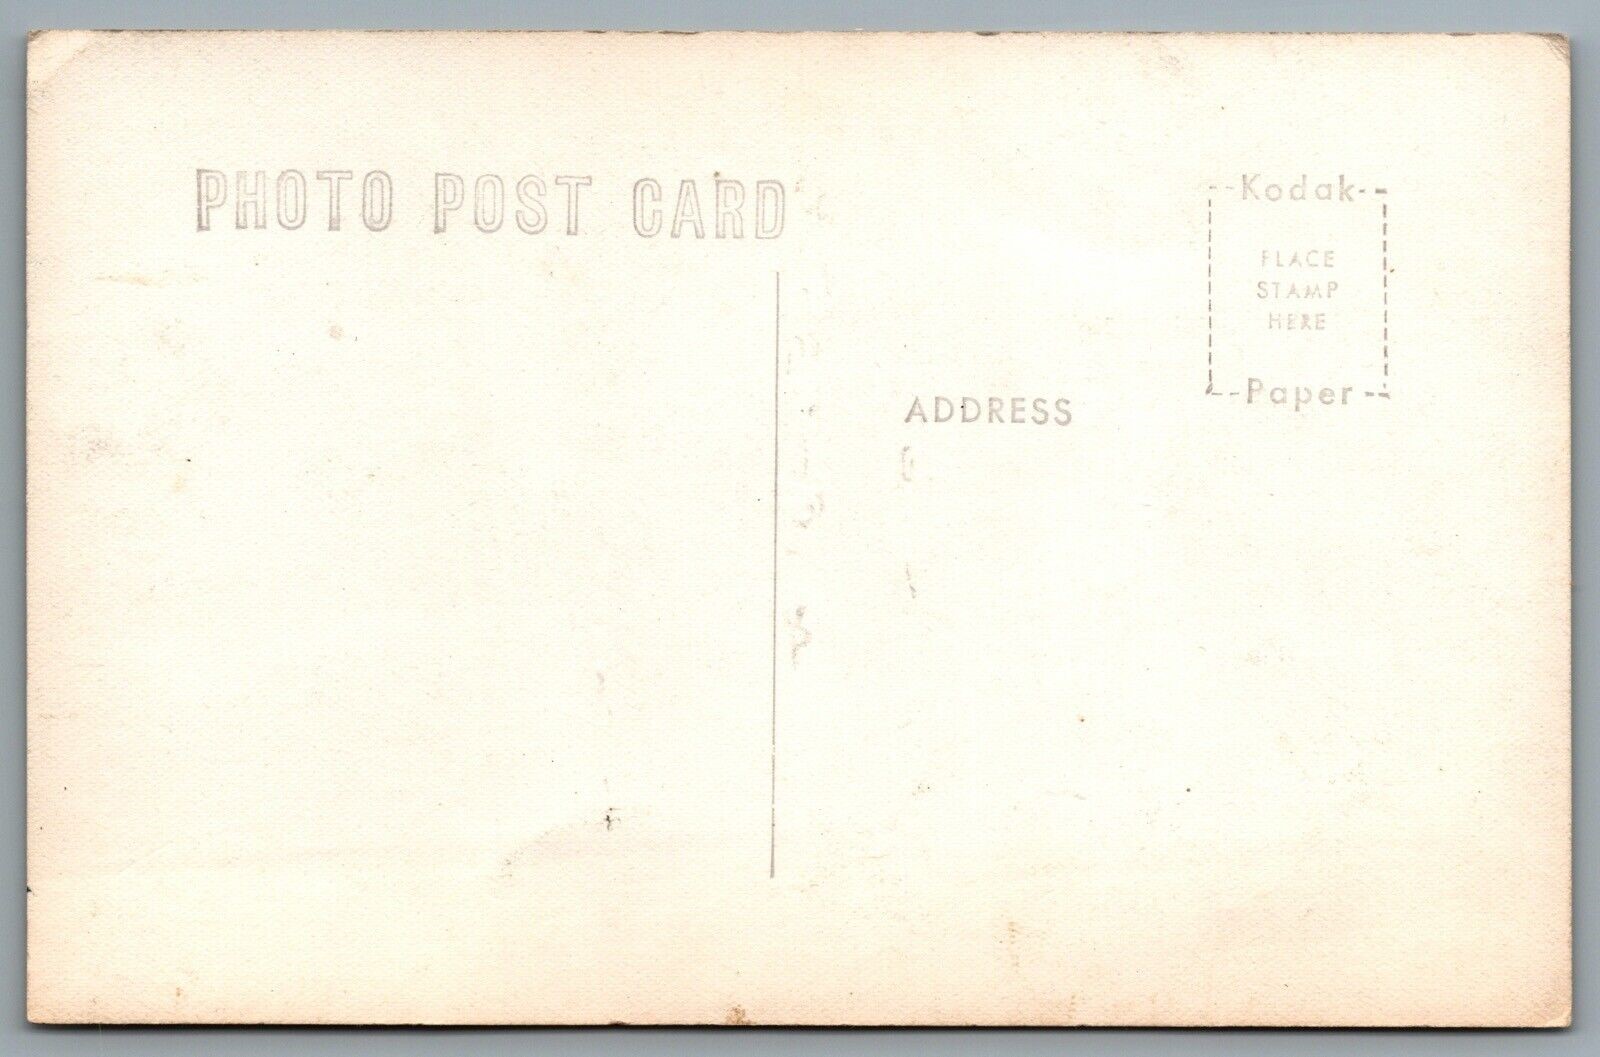 PHOTO POST CARD
Kodak
PLACE
STAMP
HERE
Paper
ADDRESS